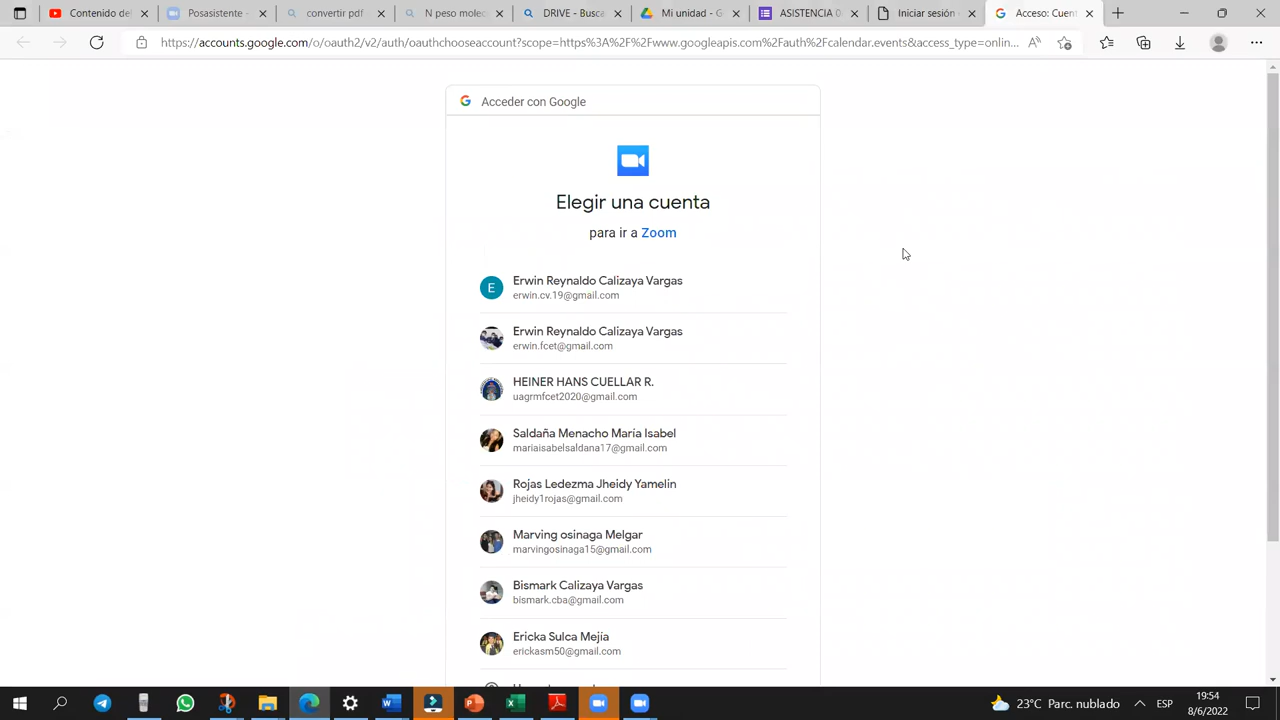 Contenido del
Posasistente -
convertir pdf
N peso molec
DRIVE - Busca
Mi unidad - G
ASISTENCIA 0
Iniciar sesión
Acceso: Cuent
https://accounts.google.com/o/oauth2/v2/auth/oauthchooseaccount?scope=https%3A%2F%2Fwww.googleapis.com%2Fauth%2Fcalendar.events&access_type=onlin...
Acceder con Google
Elegir una cuenta
para ir a Zoom
E
Erwin Reynaldo Calizaya Vargas
erwin.cv.19@gmail.com
Erwin Reynaldo Calizaya Vargas
erwin.fcet@gmail.com
HEINER HANS CUELLAR R.
uagrmfcet2020@gmail.com
Saldaña Menacho María Isabel
mariaisabelsaldana17@gmail.com
Rojas Ledezma Jheidy Yamelin
jheidy1rojas@gmail.com
Marving osinaga Melgar
marvingosinaga15@gmail.com
Bismark Calizaya Vargas
bismark.cba@gmail.com
Ericka Sulca Mejía
erickasm50@gmail.com
23°C Parc. nublado
ESP
19:54
8/6/2022